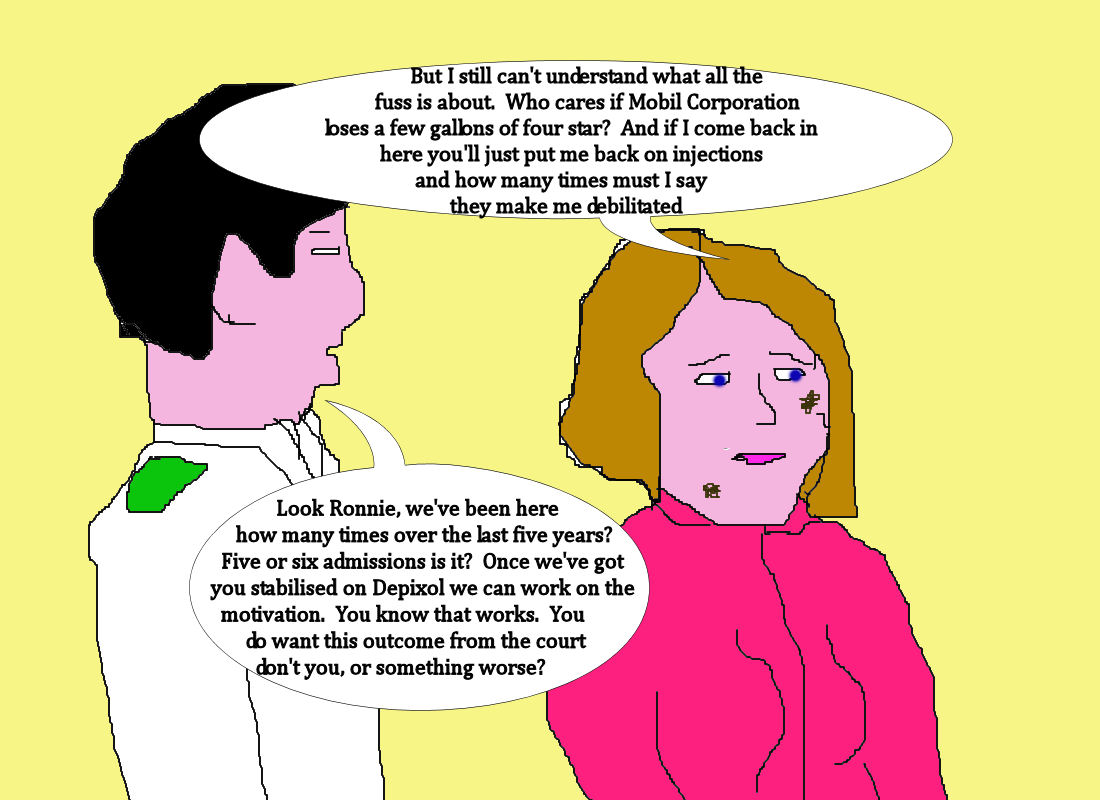 But I still can't understand what all the
fuss is about.  Who cares if Mobil Corporation
loses a few gallons of four star?  And if I come back in
here you'll just put me back on injections
and how many times must I say
they make me debilitated
Look Ronnie, we've been here
how many times over the last five years?
Five or six admissions is it?  Once we've got
you stabilised on Depixol we can work on the
motivation.  You know that works.  You
do want this outcome from the court
don't you, or something worse?